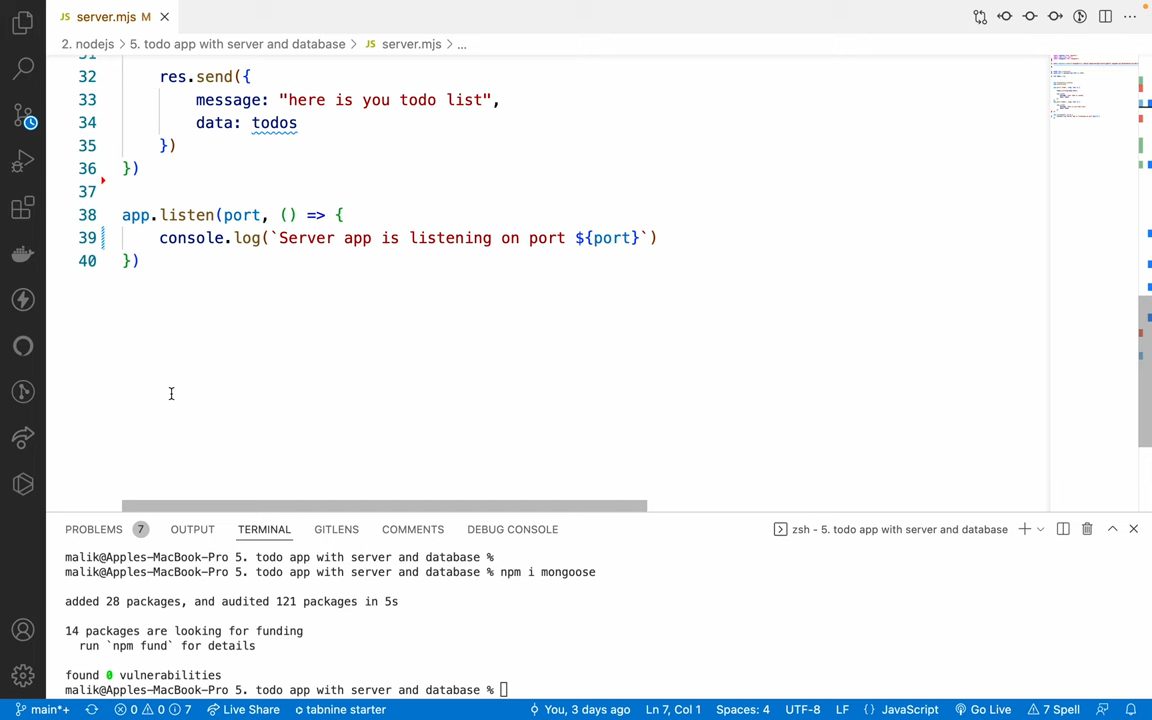 JS server.mjs M
2. nodejs > 5. todo app with server and database > JS server.mjs > ...
31
32 res.send({
33 message: "here is you todo list",
34 data: todos
35 })
36 })
37
38 app.listen(port, () => {
39 console.log(`Server app is listening on port ${port}`)
40 })
PROBLEMS 7 OUTPUT TERMINAL GITLENS COMMENTS DEBUG CONSOLE zsh - 5. todo app with server and database
malik@Apples-MacBook-Pro 5. todo app with server and database %
malik@Apples-MacBook-Pro 5. todo app with server and database % npm i mongoose
added 28 packages, and audited 121 packages in 5s
14 packages are looking for funding
run `npm fund` for details
found 0 vulnerabilities
malik@Apples-MacBook-Pro 5. todo app with server and database %
main*+ 0 0 7 Live Share tabnine starter You, 3 days ago Ln 7, Col 1 Spaces: 4 UTF-8 LF {} JavaScript Go Live 7 Spell